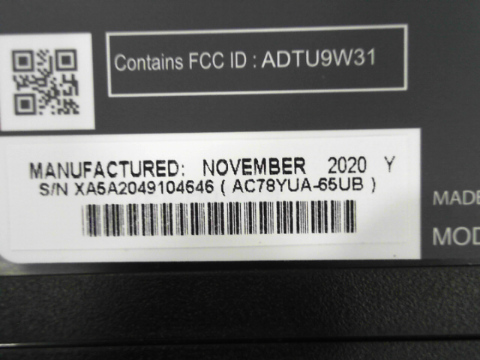 Contains FCC ID : ADTU9W31
MANUFACTURED: NOVEMBER 2020 Y
S/N XA5A2049104646 ( AC78YUA-65UB )
MADE
MOD